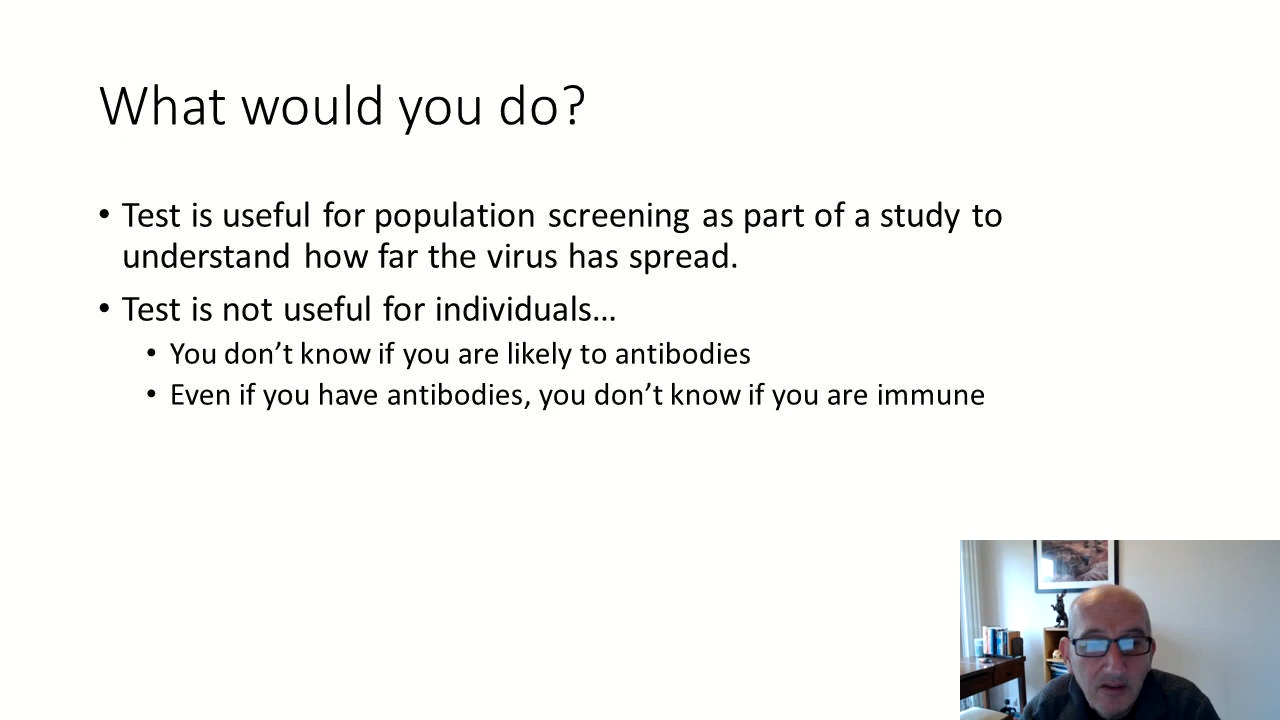 What would you do?
• Test is useful for population screening as part of a study to
understand how far the virus has spread.
• Test is not useful for individuals…
• You don’t know if you are likely to antibodies
• Even if you have antibodies, you don’t know if you are immune